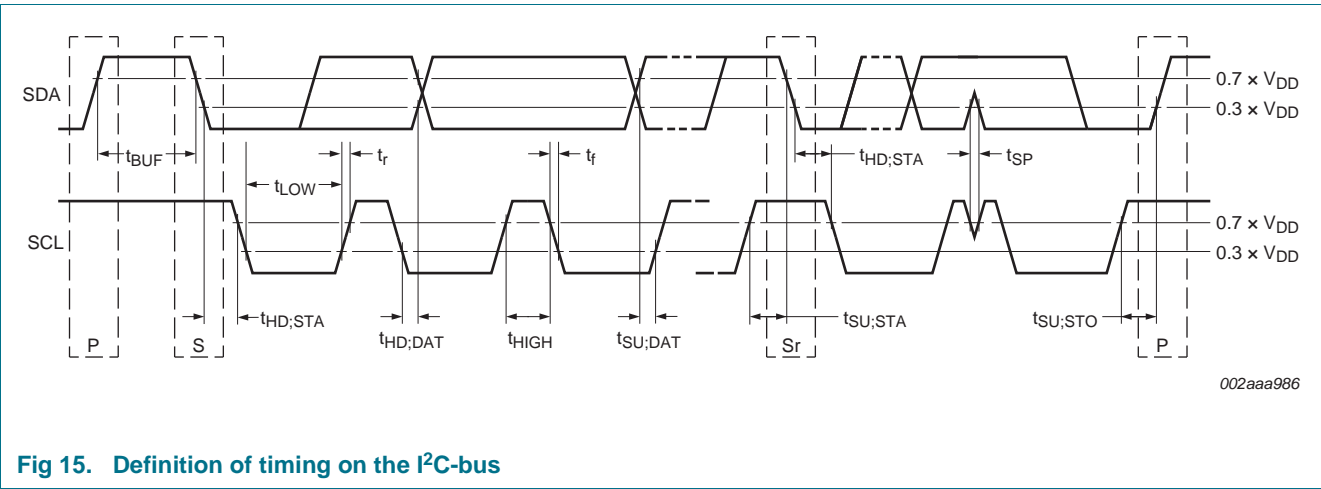 SDA
0.7 × VDD
0.3 × VDD
tBUF
tr
tf
tHD;STA
tSP
tLOW
SCL
0.7 × VDD
0.3 × VDD
tHD;STA
tHD;DAT
tHIGH
tSU;DAT
tSU;STA
tSU;STO
P
S
Sr
P
002aaa986
Fig 15. Definition of timing on the I²C-bus